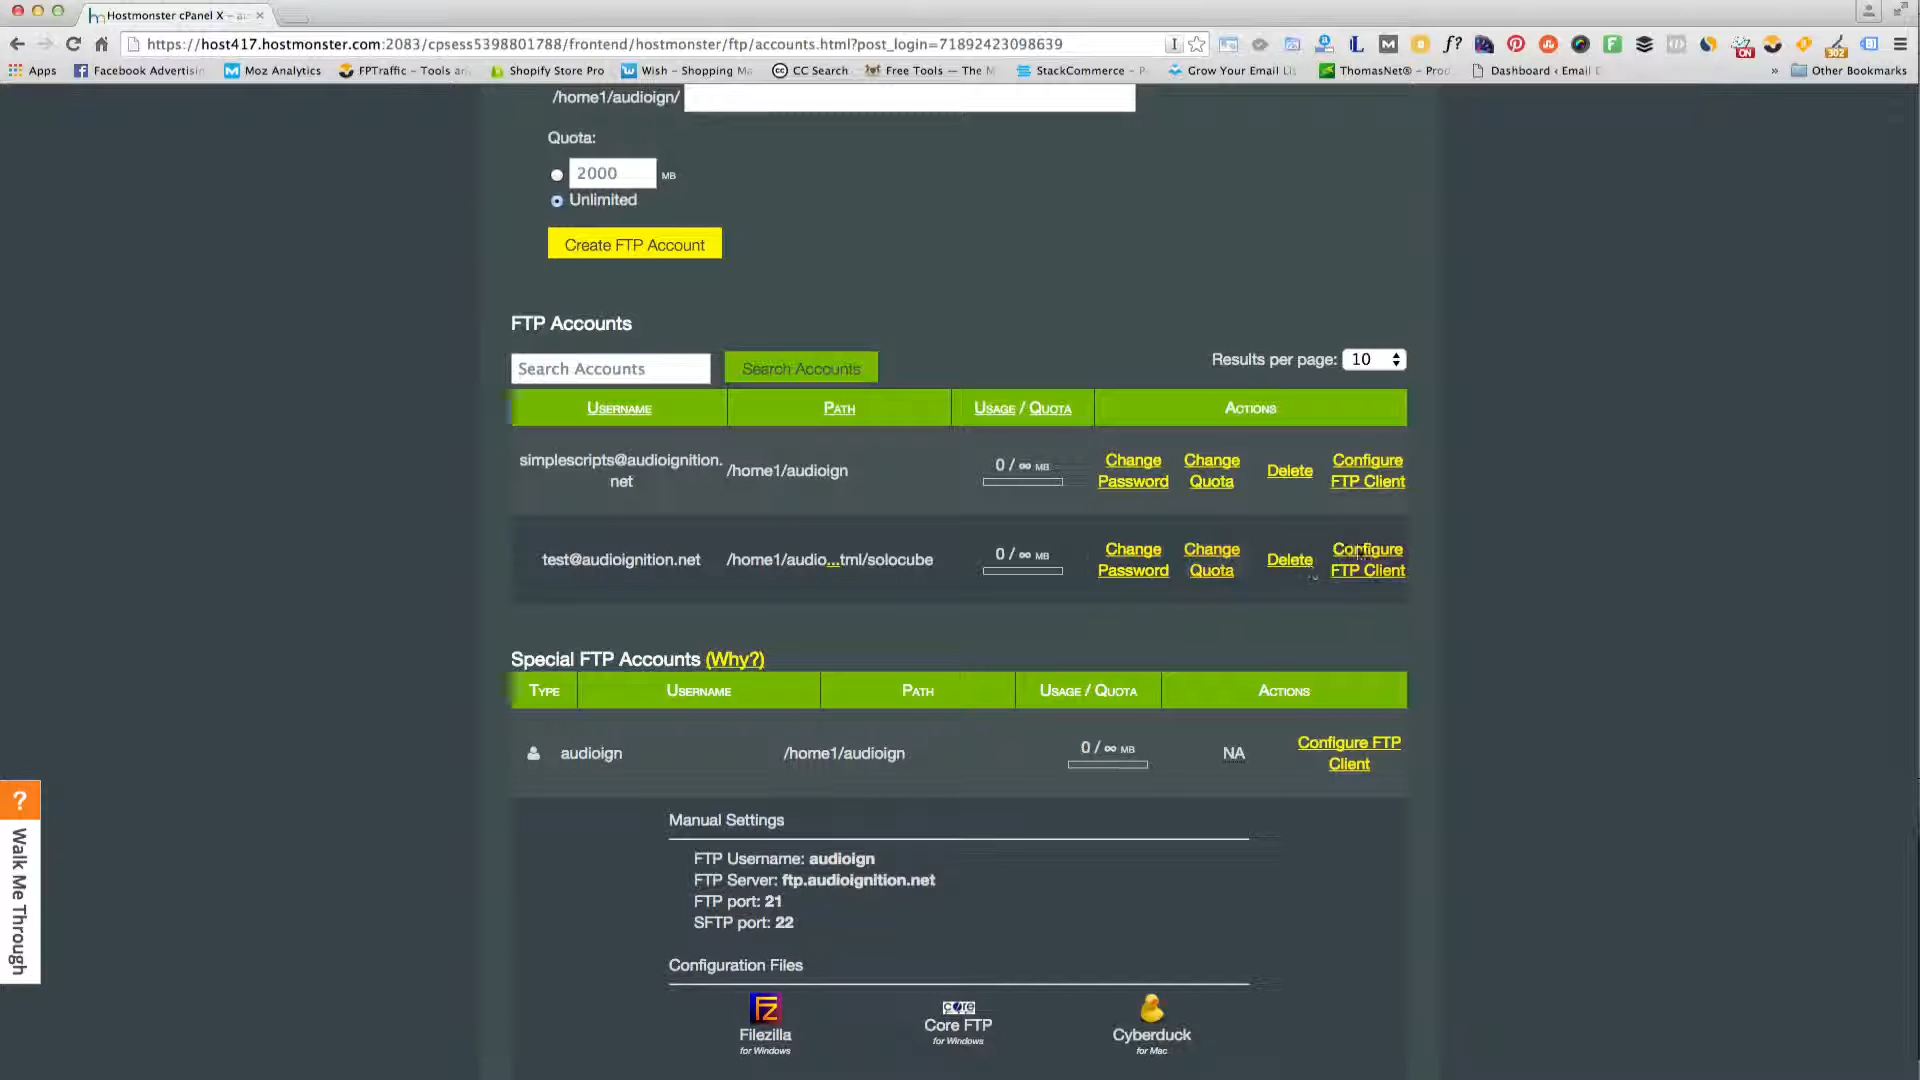 Hostmonster cPanel X – au
https://host417.hostmonster.com:2083/cpsess5398801788/frontend/hostmonster/ftp/accounts.html?post_login=71892423098639
Apps Facebook Advertisin Moz Analytics FPTraffic – Tools an Shopify Store Pro Wish – Shopping Ma CC Search Free Tools — The M StackCommerce – P Grow Your Email Li ThomasNet® – Prod Dashboard ‹ Email E » Other Bookmarks
/home1/audioign/
Quota:
2000 MB
Unlimited
Create FTP Account
FTP Accounts
Search Accounts Search Accounts Results per page: 10
Username Path Usage / Quota Actions
simplescripts@audioignition.
net
/home1/audioign 0 / ∞ MB
Change
Password
Change
Quota
Delete
Configure
FTP Client
test@audioignition.net /home1/audio...tml/solocube 0 / ∞ MB
Change
Password
Change
Quota
Delete
Configure
FTP Client
Special FTP Accounts (Why?)
Type Username Path Usage / Quota Actions
audioign /home1/audioign 0 / ∞ MB NA
Configure FTP
Client
?
Walk Me Through
Manual Settings
FTP Username: audioign
FTP Server: ftp.audioignition.net
FTP port: 21
SFTP port: 22
Configuration Files
Filezilla
for Windows
Core FTP
for Windows
Cyberduck
for Mac